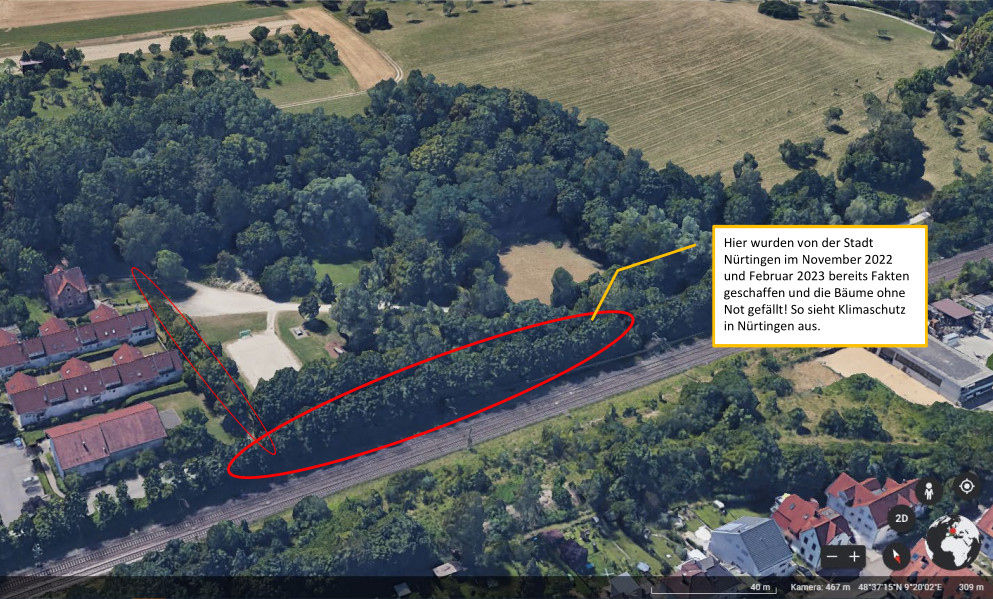 Hier wurden von der Stadt
Nürtingen im November 2022
und Februar 2023 bereits Fakten
geschaffen und die Bäume ohne
Not gefällt! So sieht Klimaschutz
in Nürtingen aus.
2D
40 m Kamera: 467 m 48°37'15"N 9°20'02"E 309 m